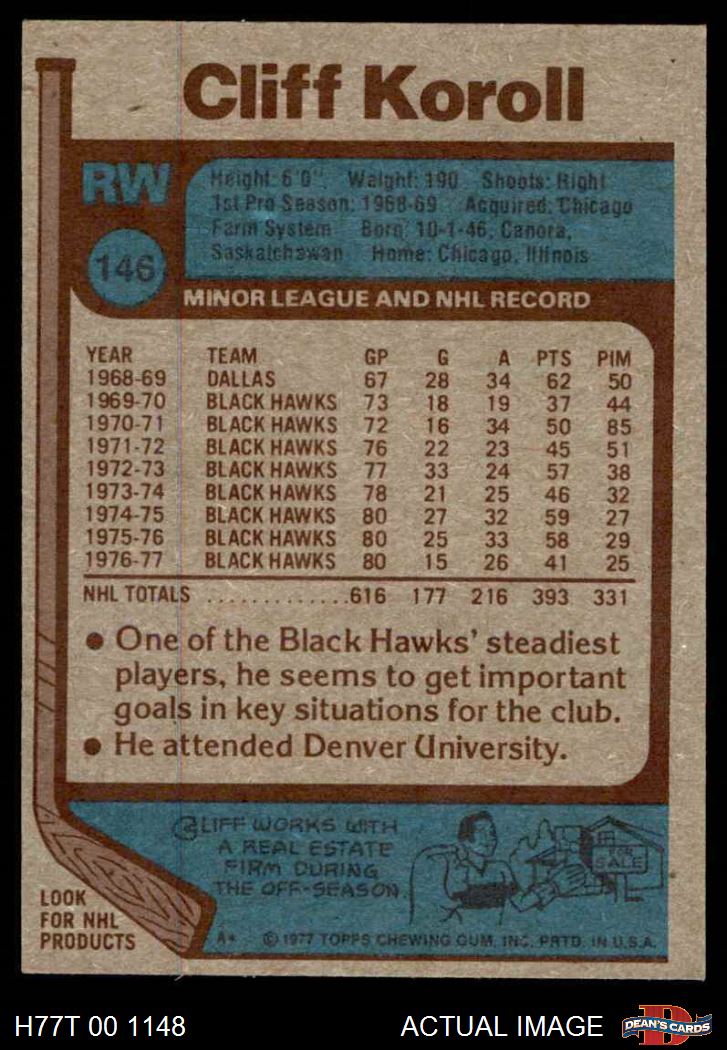 Cliff Koroll
RW
Height: 6'0" Weight: 190 Shoots: Right
1st Pro Season: 1968-69 Acquired: Chicago
Farm System Born: 10-1-46, Canora,
Saskatchewan Home: Chicago, Illinois
146
MINOR LEAGUE AND NHL RECORD
YEAR TEAM GP G A PTS PIM
1968-69 DALLAS 67 28 34 62 50
1969-70 BLACK HAWKS 73 18 19 37 44
1970-71 BLACK HAWKS 72 16 34 50 85
1971-72 BLACK HAWKS 76 22 23 45 51
1972-73 BLACK HAWKS 77 33 24 57 38
1973-74 BLACK HAWKS 78 21 25 46 32
1974-75 BLACK HAWKS 80 27 32 59 27
1975-76 BLACK HAWKS 80 25 33 58 29
1976-77 BLACK HAWKS 80 15 26 41 25
NHL TOTALS .............616 177 216 393 331
• One of the Black Hawks' steadiest
players, he seems to get important
goals in key situations for the club.
• He attended Denver University.
CLIFF WORKS WITH
A REAL ESTATE
FIRM DURING
THE OFF-SEASON.
FOR
SALE
LOOK
FOR NHL
PRODUCTS
A* © 1977 TOPPS CHEWING GUM, INC. PRTD. IN U.S.A.
H77T 00 1148 ACTUAL IMAGE
D
DEAN'S CARDS